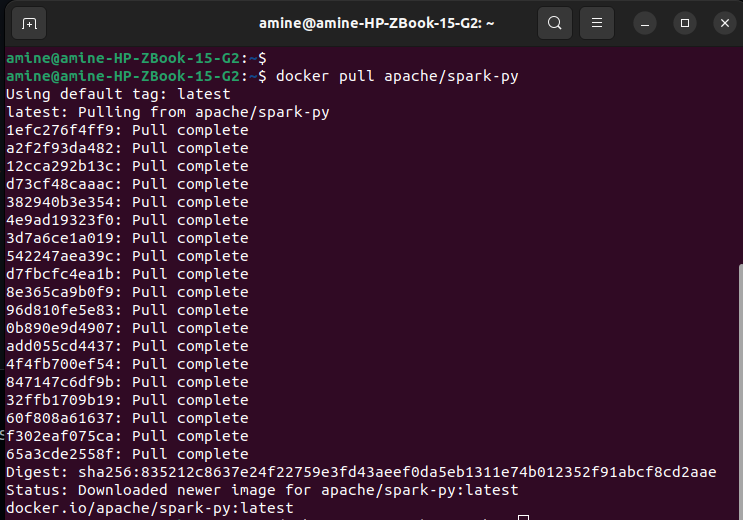 amine@amine-HP-ZBook-15-G2: ~
amine@amine-HP-ZBook-15-G2:~$
amine@amine-HP-ZBook-15-G2:~$ docker pull apache/spark-py
Using default tag: latest
latest: Pulling from apache/spark-py
1efc276f4ff9: Pull complete
a2f2f93da482: Pull complete
12cca292b13c: Pull complete
d73cf48caaac: Pull complete
382940b3e354: Pull complete
4e9ad19323f0: Pull complete
3d7a6ce1a019: Pull complete
542247aea39c: Pull complete
d7fbcfc4ea1b: Pull complete
8e365ca9b0f9: Pull complete
96d810fe5e83: Pull complete
0b890e9d4907: Pull complete
add055cd4437: Pull complete
4f4fb700ef54: Pull complete
847147c6df9b: Pull complete
32ffb1709b19: Pull complete
60f808a61637: Pull complete
f302eaf075ca: Pull complete
65a3cde2558f: Pull complete
Digest: sha256:835212c8637e24f22759e3fd43aeef0da5eb1311e74b012352f91abcf8cd2aae
Status: Downloaded newer image for apache/spark-py:latest
docker.io/apache/spark-py:latest